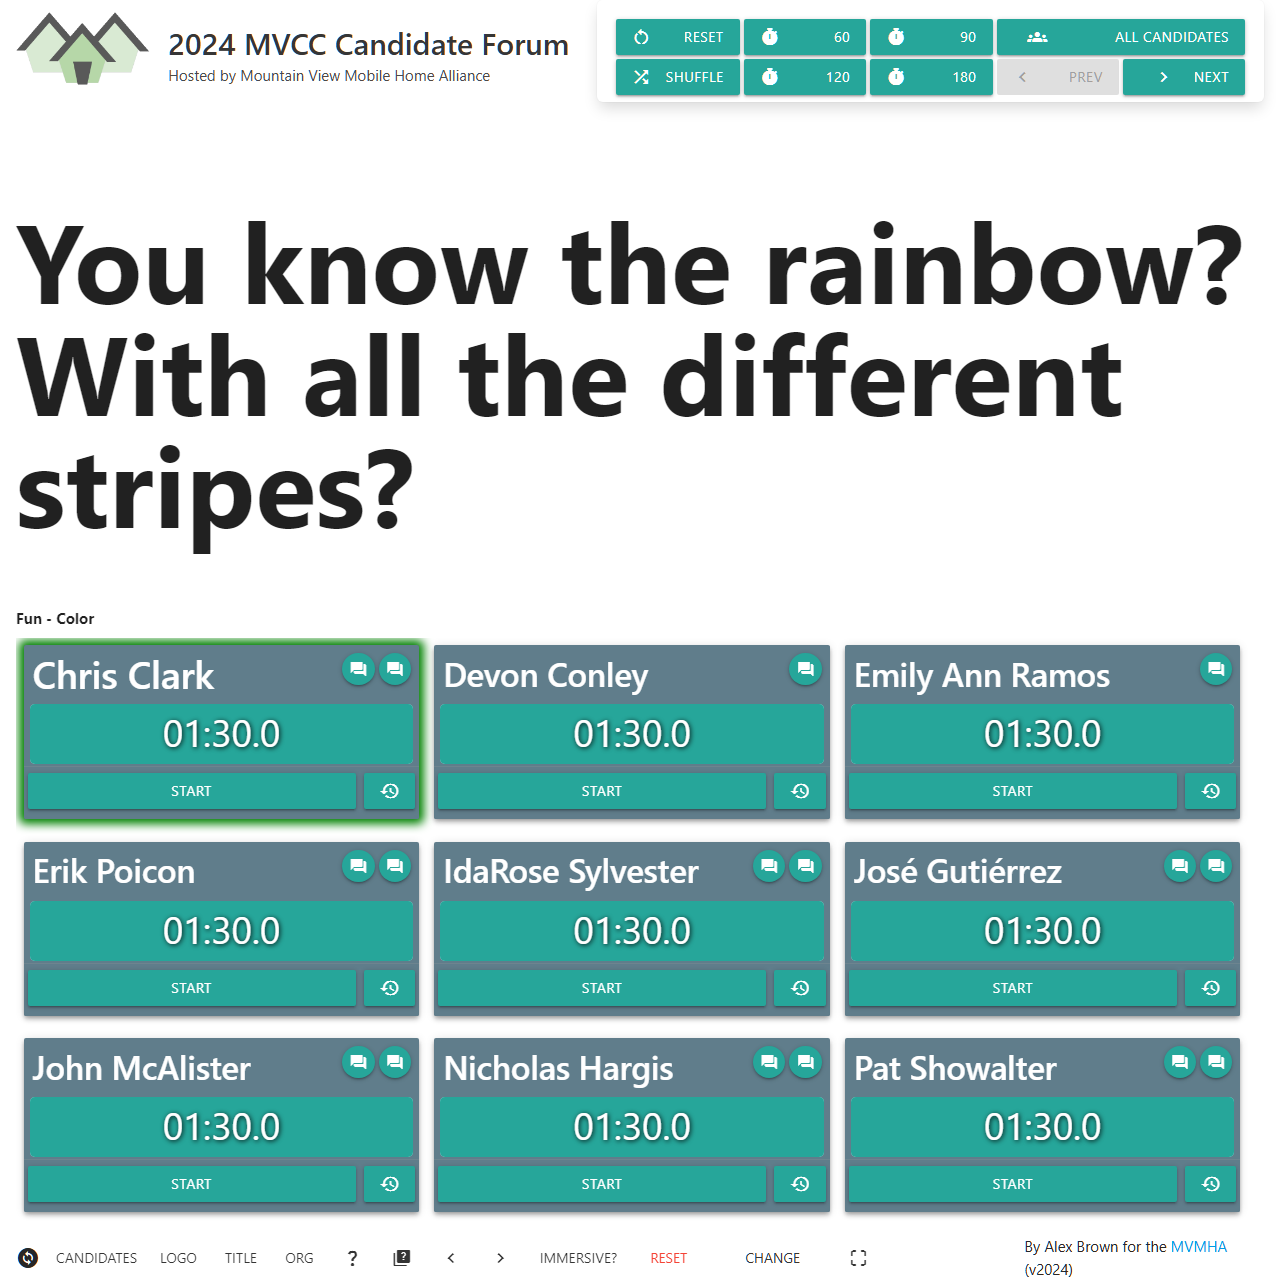 2024 MVCC Candidate Forum
Hosted by Mountain View Mobile Home Alliance
RESET 60 90 ALL CANDIDATES
SHUFFLE 120 180 PREV NEXT
You know the rainbow?
With all the different
stripes?
Fun - Color
Chris Clark Devon Conley Emily Ann Ramos
01:30.0 01:30.0 01:30.0
START START START
Erik Poicon IdaRose Sylvester José Gutiérrez
01:30.0 01:30.0 01:30.0
START START START
John McAlister Nicholas Hargis Pat Showalter
01:30.0 01:30.0 01:30.0
START START START
CANDIDATES LOGO TITLE ORG ? IMMERSIVE? RESET CHANGE
By Alex Brown for the MVMHA
(v2024)